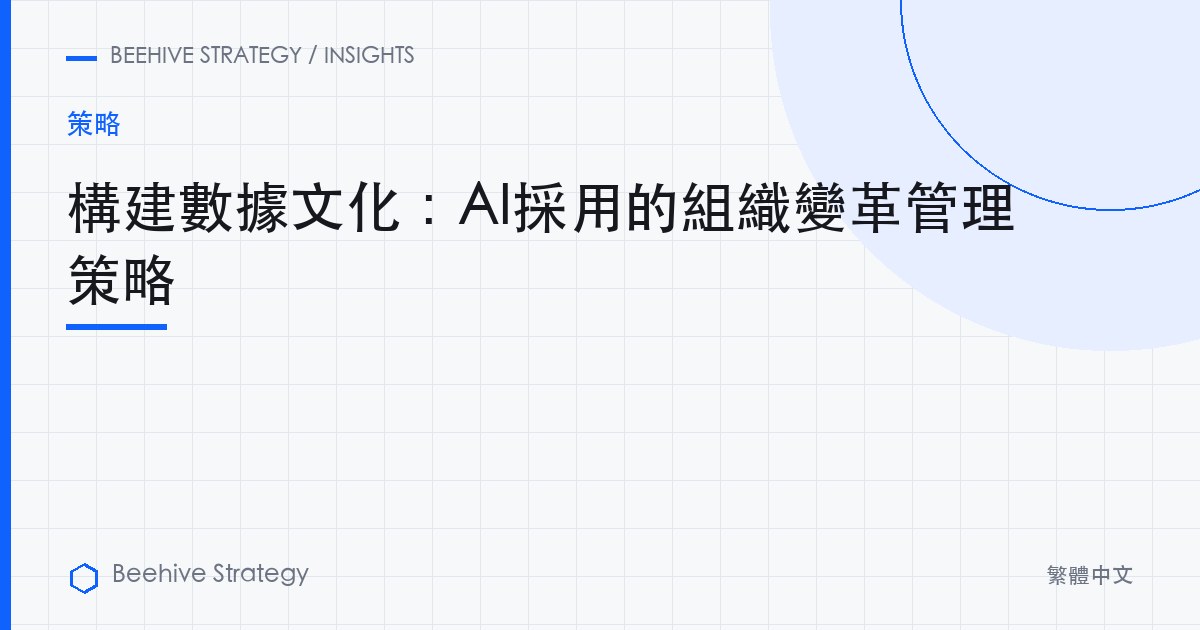 BEEHIVE STRATEGY / INSIGHTS
策略
構建數據文化：AI採用的組織變革管理
策略
Beehive Strategy
繁體中文